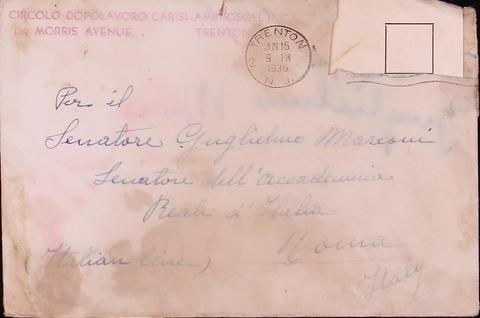 CIRCOLO DOPOLAVORO CARISI-AMBROSOLI
MORRIS AVENUE, TRENTON
TRENTON
JUN 16
9 PM
1936
N. J.
Per il
Senatore Guglielmo Marconi
Senatore dell'accademia
Reale d'Italia
Roma
(Italian line)
Italy